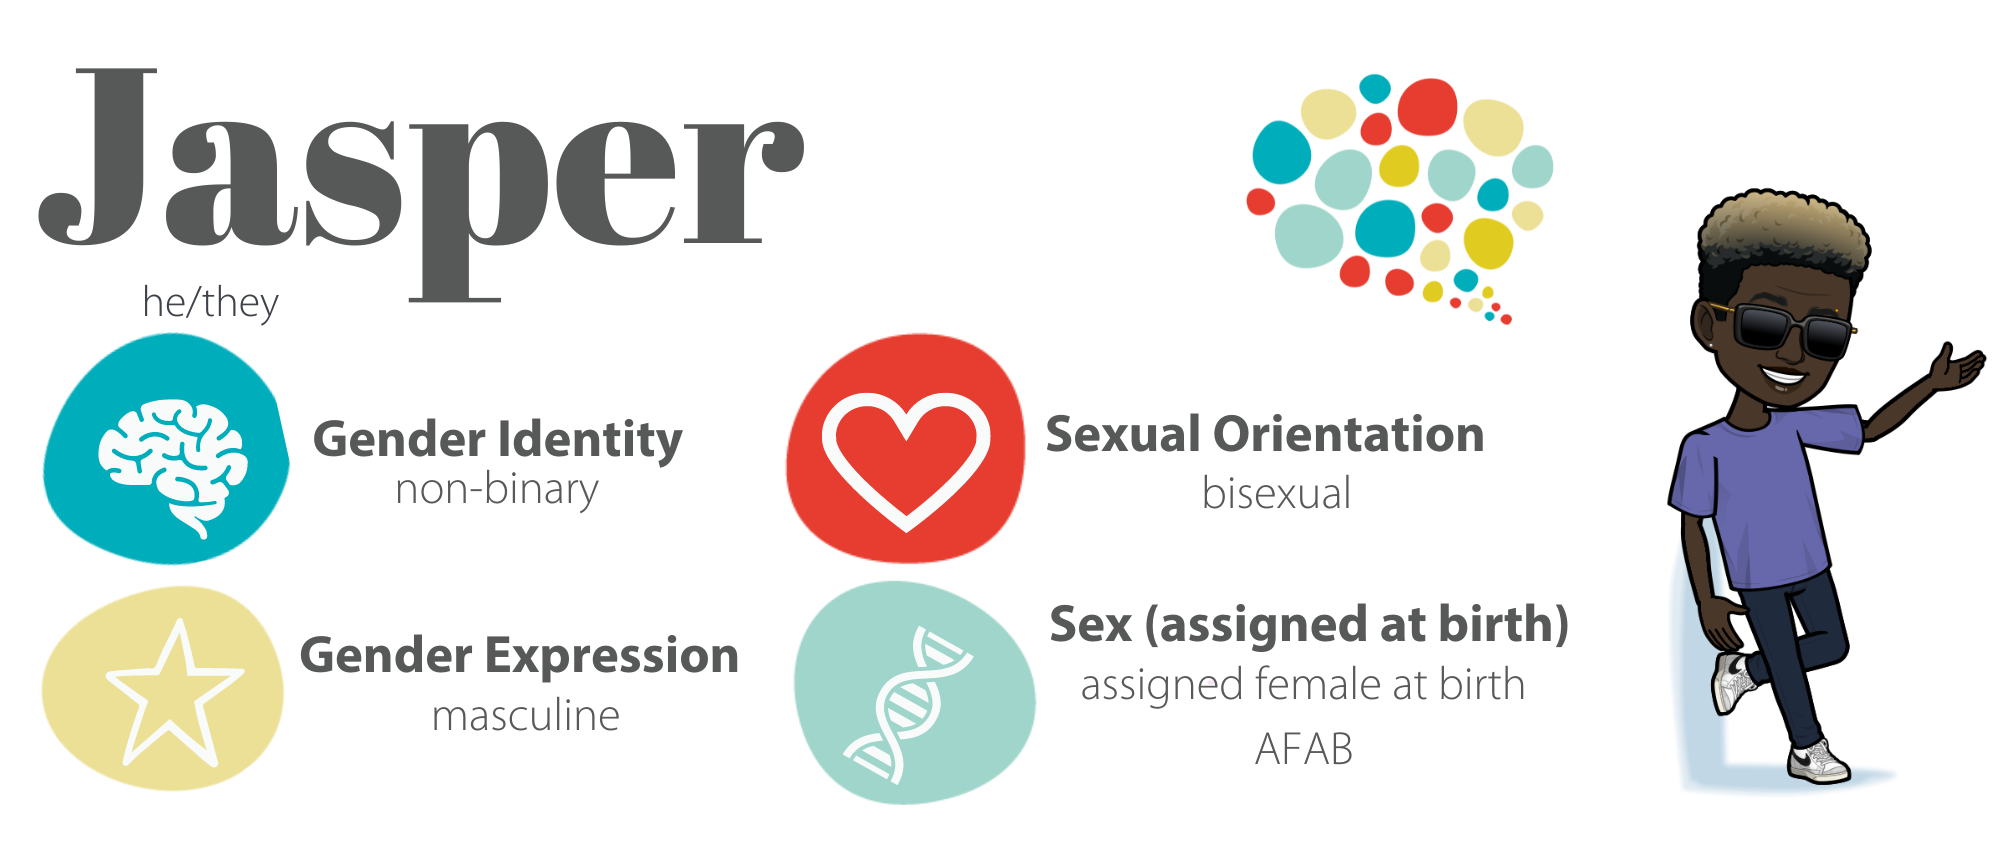 Jasper
he/they
Gender Identity
non-binary
Sexual Orientation
bisexual
Gender Expression
masculine
Sex (assigned at birth)
assigned female at birth
AFAB